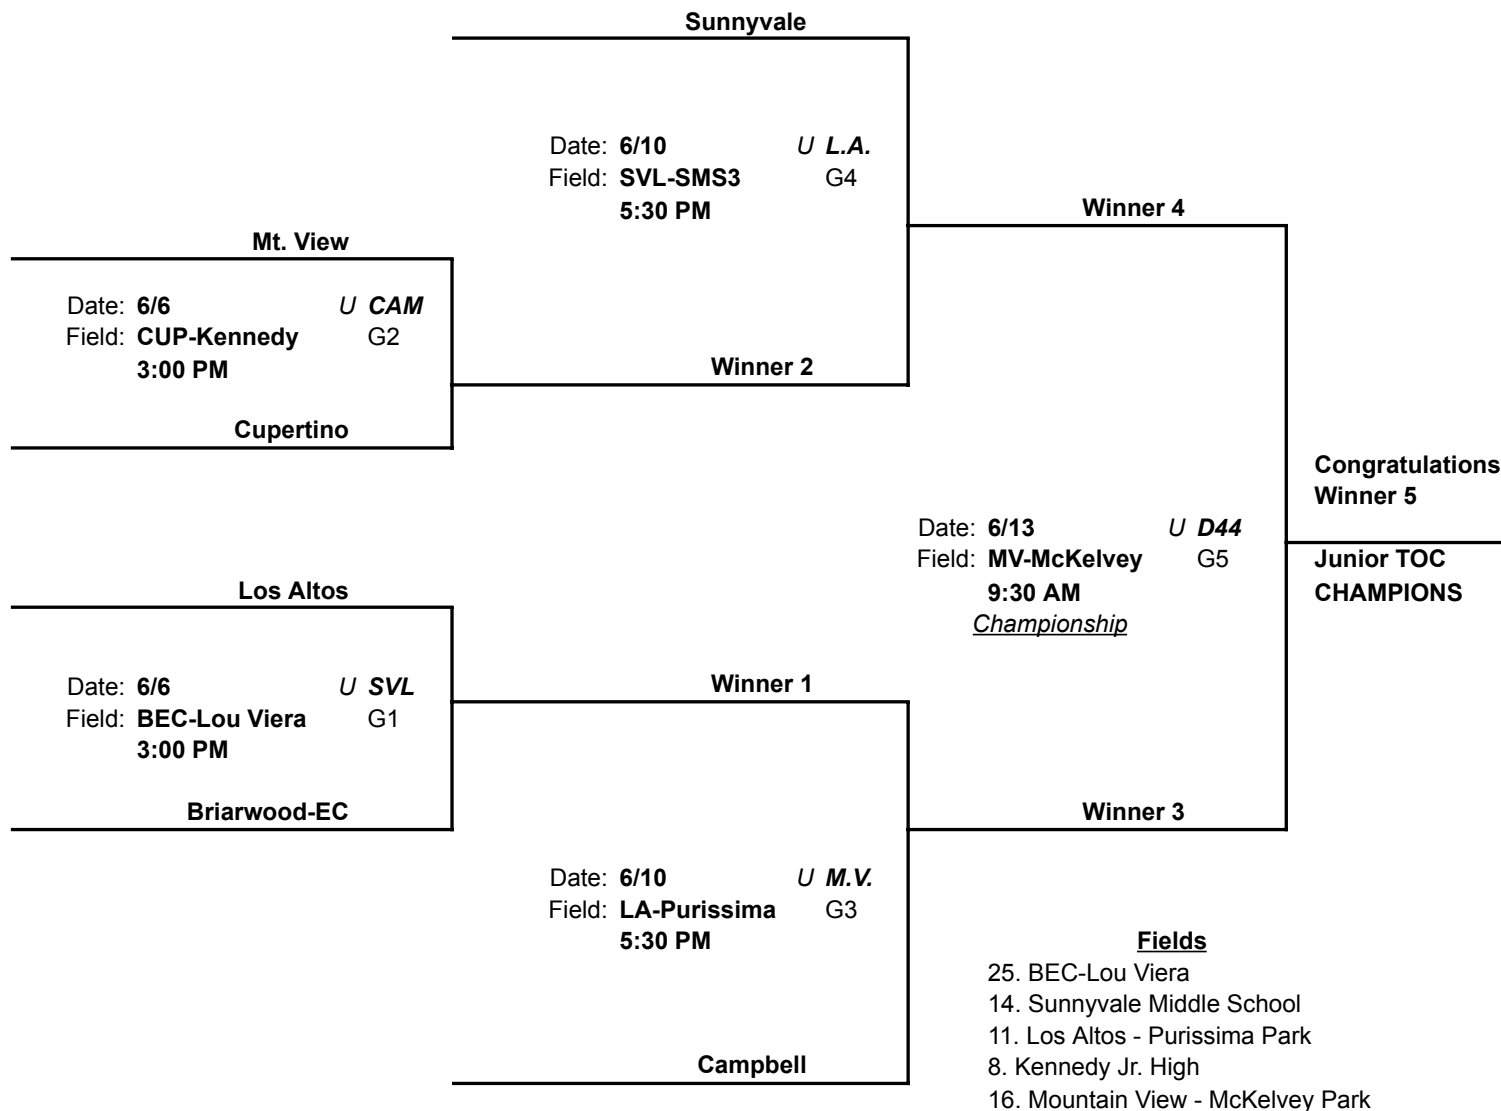 Sunnyvale
Date: 6/10 U L.A.
Field: SVL-SMS3 G4
5:30 PM
Winner 4
Mt. View
Date: 6/6 U CAM
Field: CUP-Kennedy G2
3:00 PM
Winner 2
Cupertino
Congratulations
Winner 5
Date: 6/13 U D44
Field: MV-McKelvey G5
9:30 AM
Championship
Junior TOC
CHAMPIONS
Los Altos
Date: 6/6 U SVL
Field: BEC-Lou Viera G1
3:00 PM
Winner 1
Briarwood-EC
Winner 3
Date: 6/10 U M.V.
Field: LA-Purissima G3
5:30 PM
Campbell
Fields
25. BEC-Lou Viera
14. Sunnyvale Middle School
11. Los Altos - Purissima Park
8. Kennedy Jr. High
16. Mountain View - McKelvey Park